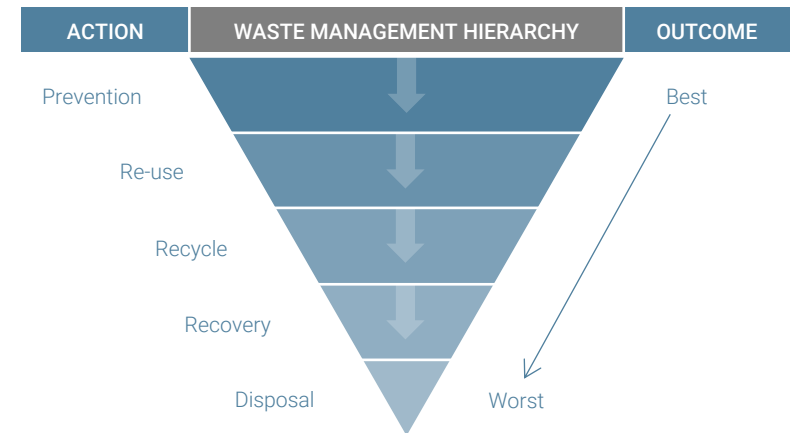 ACTION
WASTE MANAGEMENT HIERARCHY
OUTCOME
Prevention
Best
Re-use
Recycle
Recovery
Disposal
Worst